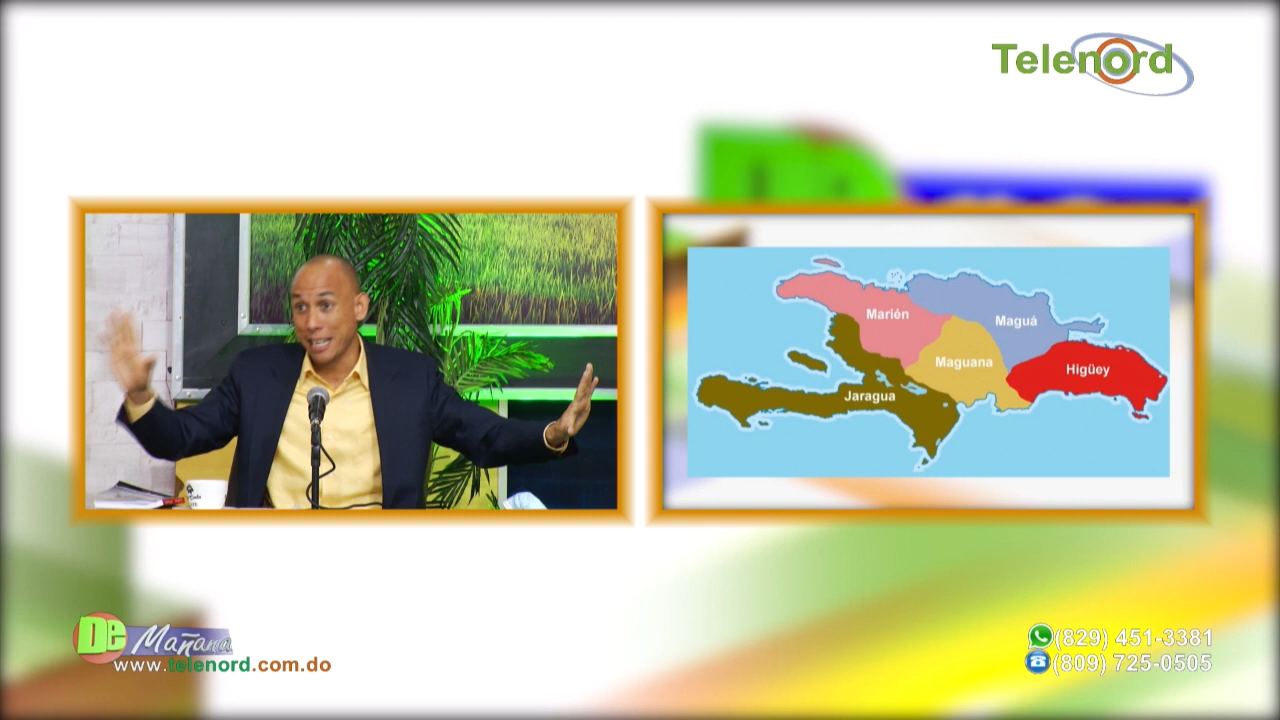 Telenord
Marién
Maguá
Maguana
Higüey
Jaragua
De Mañana
www.telenord.com.do
(829) 451-3381
(809) 725-0505